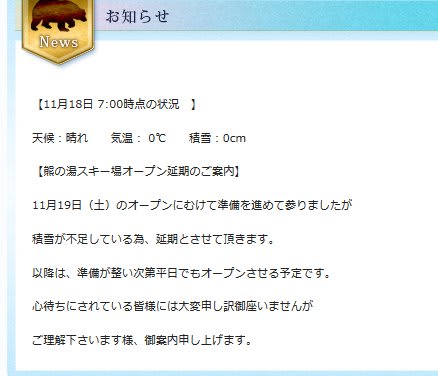 お知らせ
News
【11月18日 7:00時点の状況　】
天候：晴れ　　気温： 0℃　　積雪：0cm
【熊の湯スキー場オープン延期のご案内】
11月19日（土）のオープンにむけて準備を進めて参りましたが
積雪が不足している為、延期とさせて頂きます。
以降は、準備が整い次第平日でもオープンさせる予定です。
心待ちにされている皆様には大変申し訳御座いませんが
ご理解下さいます様、御案内申し上げます。